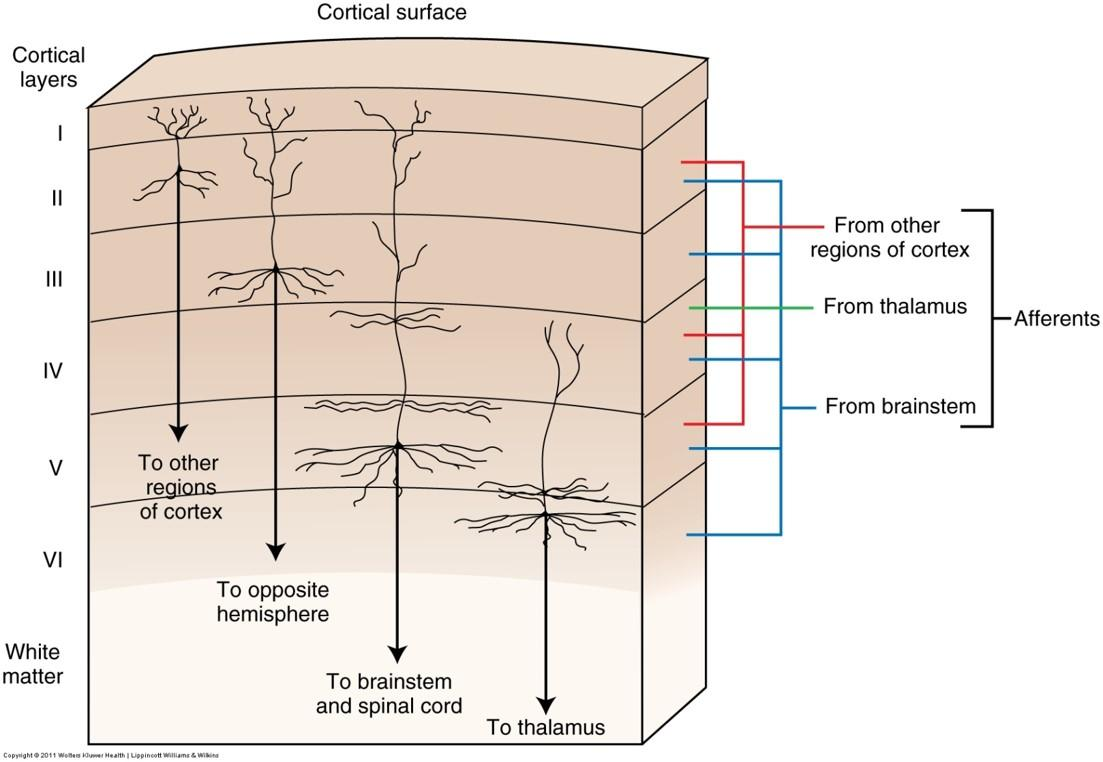 Cortical surface
Cortical
layers
I
II
III
IV
V
VI
White
matter
To other
regions
of cortex
To opposite
hemisphere
To brainstem
and spinal cord
To thalamus
From other
regions of cortex
From thalamus
From brainstem
Afferents
Copyright © 2011 Wolters Kluwer Health | Lippincott Williams & Wilkins